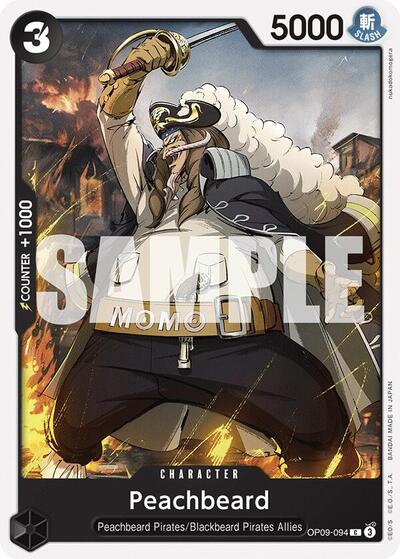 3
5000
斬
SLASH
nukadokomogera
COUNTER +1000
SAMPLE
MOMO
CHARACTER
Peachbeard
Peachbeard Pirates/Blackbeard Pirates Allies
OP09-094 C 3
©E.O/S ©E.O.S., T.A. BANDAI MADE IN JAPAN